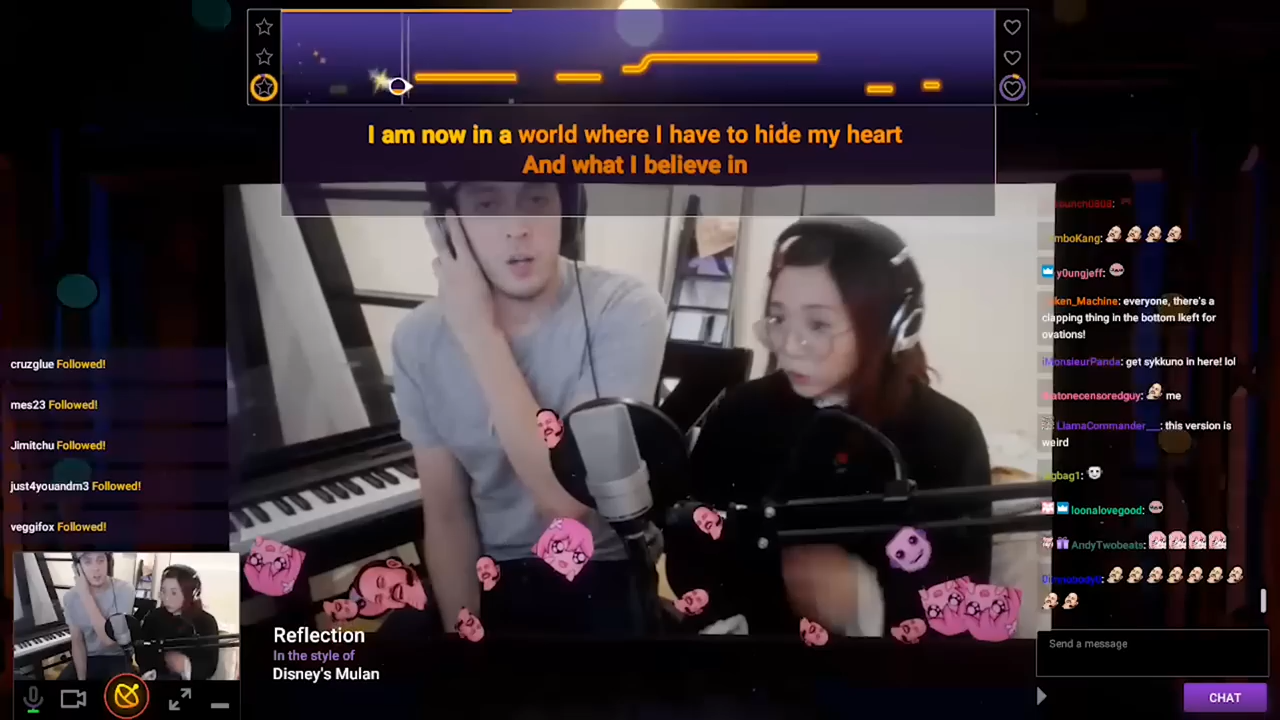 I am now in a world where I have to hide my heart
And what I believe in
cruzglue Followed!
mes23 Followed!
Jimitchu Followed!
just4youandm3 Followed!
veggifox Followed!
Reflection
In the style of
Disney's Mulan
mboKang:
y0ungjeff:
ken_Machine: everyone, there's a
clapping thing in the bottom lkeft for
ovations!
iMonsieurPanda: get sykkuno in here! lol
atonecensoredguy: me
LlamaCommander__: this version is
weird
gbag1:
loonalovegood:
AndyTwobeats:
Send a message
CHAT